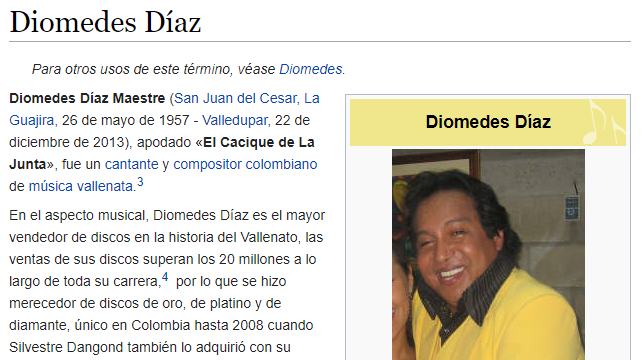 Diomedes Díaz
Para otros usos de este término, véase Diomedes.
Diomedes Díaz Maestre (San Juan del Cesar, La
Guajira, 26 de mayo de 1957 - Valledupar, 22 de
diciembre de 2013), apodado «El Cacique de La
Junta», fue un cantante y compositor colombiano
de música vallenata.3
En el aspecto musical, Diomedes Díaz es el mayor
vendedor de discos en la historia del Vallenato, las
ventas de sus discos superan los 20 millones a lo
largo de toda su carrera,4 por lo que se hizo
merecedor de discos de oro, de platino y de
diamante, único en Colombia hasta 2008 cuando
Silvestre Dangond también lo adquirió con su
Diomedes Díaz